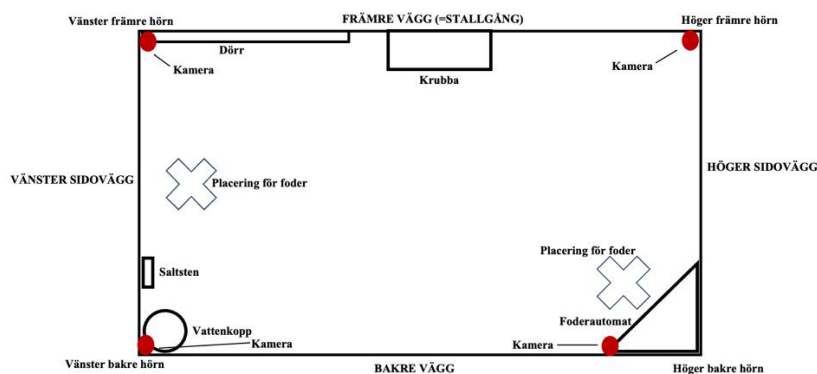 Vänster främre hörn
FRÄMRE VÄGG (=STALLGÅNG)
Höger främre hörn
Dörr
Kamera
Krubba
Kamera
VÄNSTER SIDOVÄGG
Placering för foder
HÖGER SIDOVÄGG
Placering för foder
Saltsten
Foderautomat
Vattenkopp
Kamera
Kamera
Vänster bakre hörn
BAKRE VÄGG
Höger bakre hörn